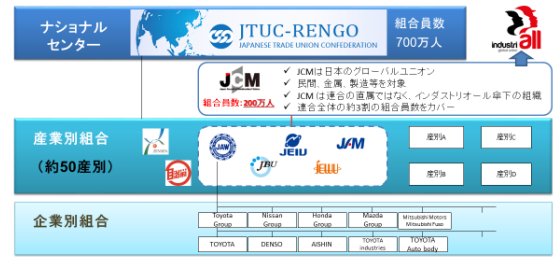 ナショナル
センター
JTUC-RENGO
JAPANESE TRADE UNION CONFEDERATION
組合員数
700万人
industri
all
JCM
組合員数:200万人
✓ JCMは日本のグローバルユニオン
✓ 民間、金属、製造等を対象
✓ JCMは連合の直属ではなく、インダストリオール傘下の組織
✓ 連合全体の約3割の組合員数をカバー
産業別組合
(約50産別)
JAW
JEIU
JAM
JBU
産別A
産別C
産別B
産別D
企業別組合
Toyota
Group
Nissan
Group
Honda
Group
Mazda
Group
Mitsubishi Motors
Mitsubishi Fuso
TOYOTA
DENSO
AISHIN
TOYOTA
industries
TOYOTA
Auto body